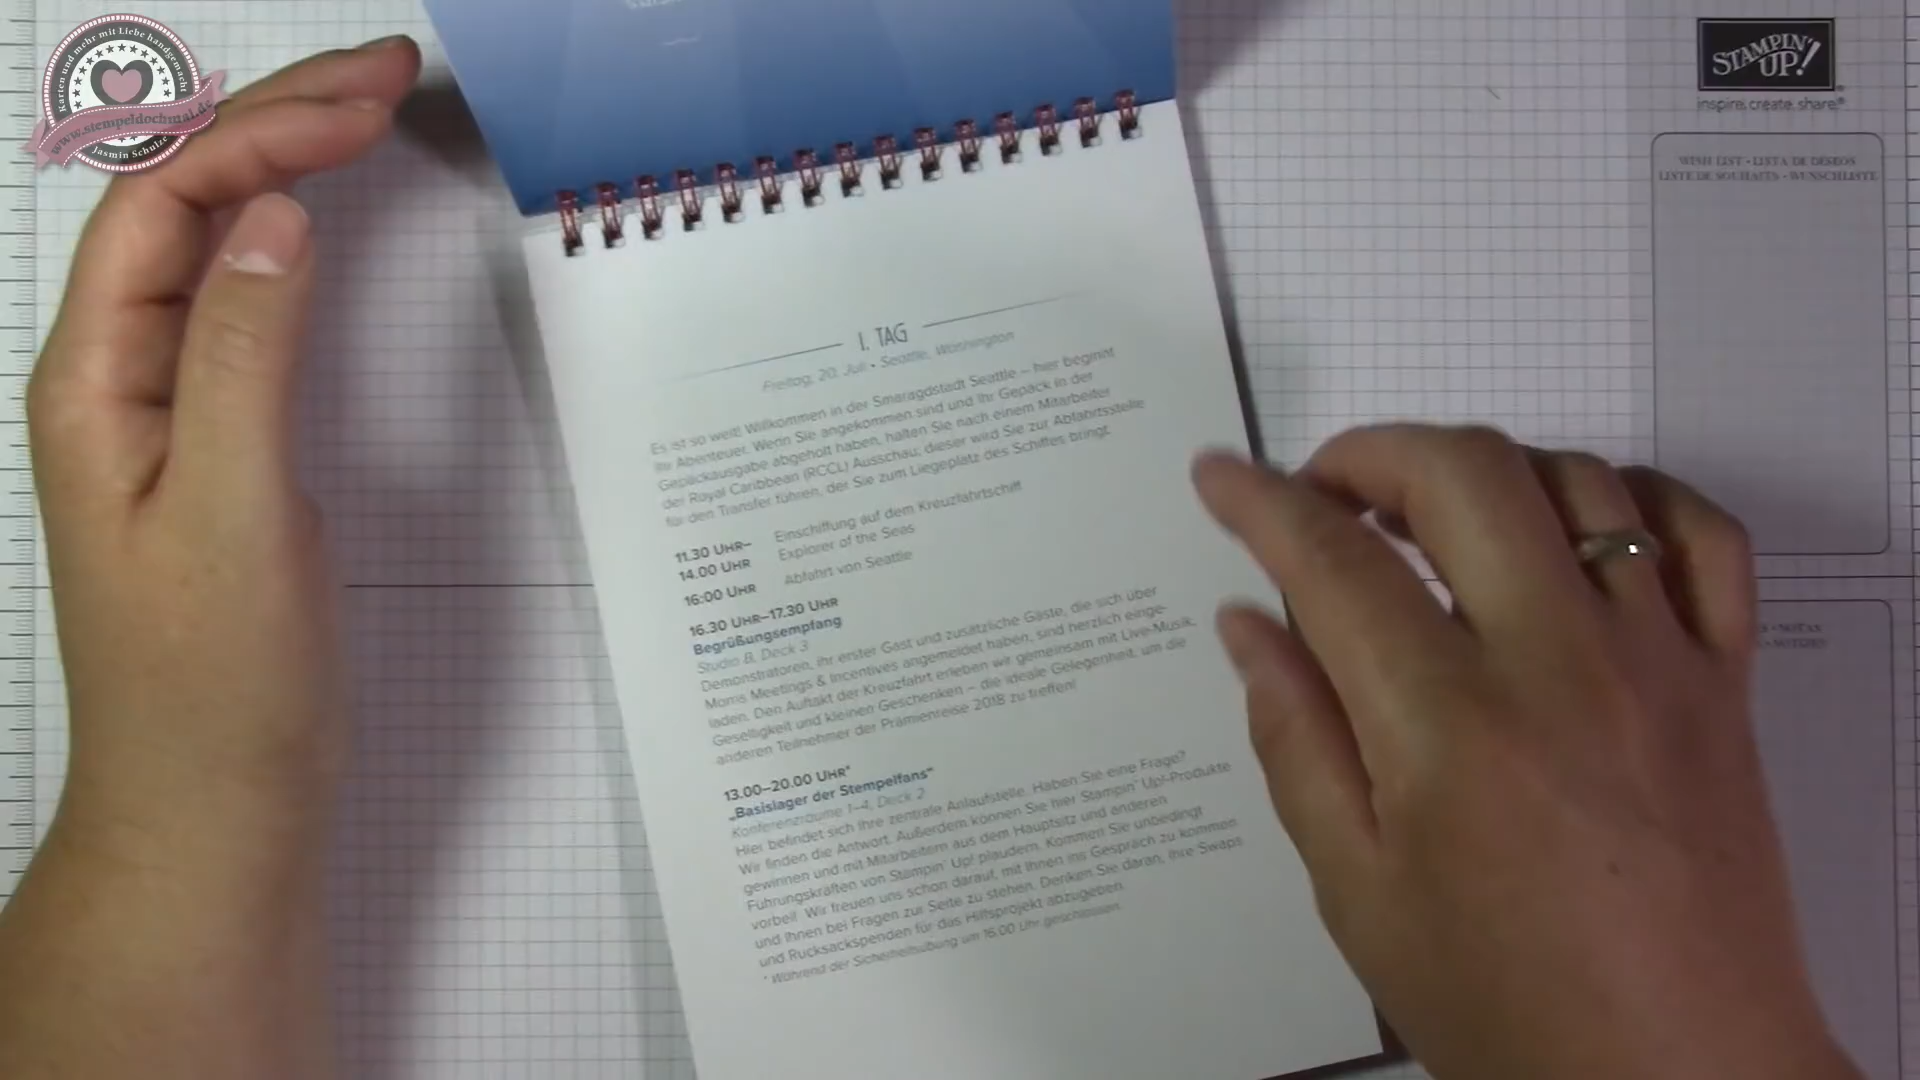 Karten und mehr mit Liebe handgemacht
www.stempeldochmal.de
Jasmin Schulze
STAMPIN' UP!
inspire. create. share.®
WISH LIST • LISTA DE DESEOS
LISTE DE SOUHAITS • WUNSCHLISTE
1. TAG
Freitag, 20. Juli • Seattle, Washington
Es ist so weit! Willkommen in der Smaragdstadt Seattle – hier beginnt
Ihr Abenteuer. Wenn Sie angekommen sind und Ihr Gepäck in der
Gepäckausgabe abgeholt haben, halten Sie nach einem Mitarbeiter
der Royal Caribbean (RCCL) Ausschau; dieser wird Sie zur Abfahrtsstelle
für den Transfer führen, der Sie zum Liegeplatz des Schiffes bringt.
11.30 UHR– Einschiffung auf dem Kreuzfahrtschiff
14.00 UHR Explorer of the Seas
16:00 UHR Abfahrt von Seattle
16.30 UHR–17.30 UHR
Begrüßungsempfang
Studio B, Deck 3
Demonstratoren, ihr erster Gast und zusätzliche Gäste, die sich über
Morris Meetings & Incentives angemeldet haben, sind herzlich einge-
laden. Den Auftakt der Kreuzfahrt erleben wir gemeinsam mit Live-Musik,
Geselligkeit und kleinen Geschenken – die ideale Gelegenheit, um die
anderen Teilnehmer der Prämienreise 2018 zu treffen!
13.00–20.00 UHR*
„Basislager der Stempelfans“
Konferenzräume 1–4, Deck 2
Hier befindet sich Ihre zentrale Anlaufstelle. Haben Sie eine Frage?
Wir finden die Antwort. Außerdem können Sie hier Stampin’ Up!-Produkte
gewinnen und mit Mitarbeitern aus dem Hauptsitz und anderen
Führungskräften von Stampin’ Up! plaudern. Kommen Sie unbedingt
vorbei! Wir freuen uns schon darauf, mit Ihnen ins Gespräch zu kommen
und Ihnen bei Fragen zur Seite zu stehen. Denken Sie daran, Ihre Swaps
und Rucksackspenden für das Hilfsprojekt abzugeben.
* Während der Sicherheitsübung um 16:00 Uhr geschlossen.
• NOTAS